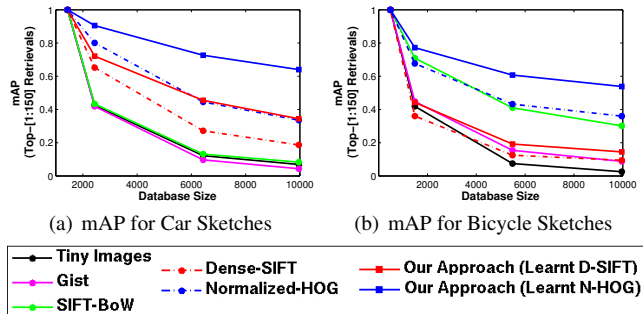 1
0.8
0.6
0.4
0.2
0
mAP
(Top-[1:150] Retrievals)
2000 4000 6000 8000 10000
Database Size
(a) mAP for Car Sketches
1
0.8
0.6
0.4
0.2
0
mAP
(Top-[1:150] Retrievals)
2000 4000 6000 8000 10000
Database Size
(b) mAP for Bicycle Sketches
Tiny Images
Gist
SIFT-BoW
Dense-SIFT
Normalized-HOG
Our Approach (Learnt D-SIFT)
Our Approach (Learnt N-HOG)